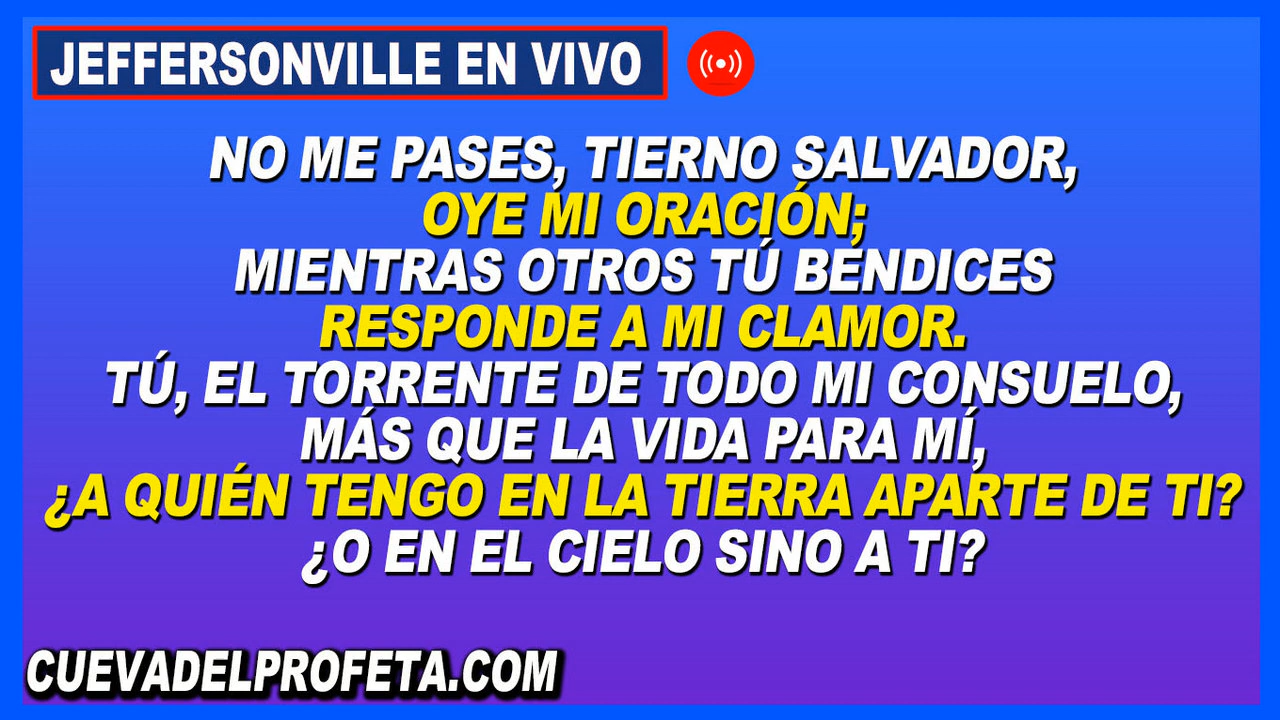 JEFFERSONVILLE EN VIVO
NO ME PASES, TIERNO SALVADOR,
OYE MI ORACIÓN;
MIENTRAS OTROS TÚ BENDICES
RESPONDE A MI CLAMOR.
TÚ, EL TORRENTE DE TODO MI CONSUELO,
MÁS QUE LA VIDA PARA MÍ,
¿A QUIÉN TENGO EN LA TIERRA APARTE DE TI?
¿O EN EL CIELO SINO A TI?
CUEVADELPROFETA.COM